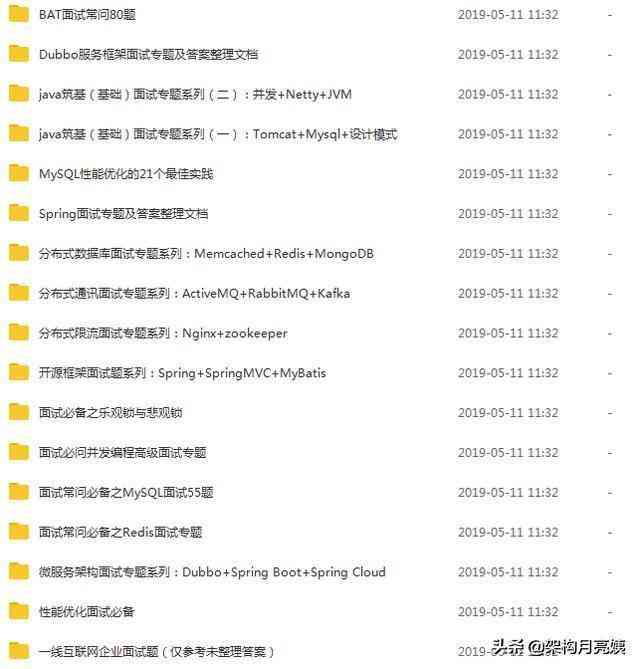 BAT面试常问80题 2019-05-11 11:32 -
Dubbo服务框架面试专题及答案整理文档 2019-05-11 11:32 -
java筑基（基础）面试专题系列（二）：并发+Netty+JVM 2019-05-11 11:32 -
java筑基（基础）面试专题系列（一）：Tomcat+Mysql+设计模式 2019-05-11 11:32 -
MySQL性能优化的21个最佳实践 2019-05-11 11:32 -
Spring面试专题及答案整理文档 2019-05-11 11:32 -
分布式数据库面试专题系列：Memcached+Redis+MongoDB 2019-05-11 11:32 -
分布式通讯面试专题系列：ActiveMQ+RabbitMQ+Kafka 2019-05-11 11:32 -
分布式限流面试专题系列：Nginx+zookeeper 2019-05-11 11:32 -
开源框架面试题系列：Spring+SpringMVC+MyBatis 2019-05-11 11:32 -
面试必备之乐观锁与悲观锁 2019-05-11 11:32 -
面试必问并发编程高级面试专题 2019-05-11 11:32 -
面试常问必备之MySQL面试55题 2019-05-11 11:32 -
面试常问必备之Redis面试专题 2019-05-11 11:32 -
微服务架构面试专题系列：Dubbo+Spring Boot+Spring Cloud 2019-05-11 11:32 -
性能优化面试必备 2019-05-11 11:32 -
一线互联网企业面试题（仅参考未整理答案） 2019-05-11 11:32 -
头条 @架构月亮姨